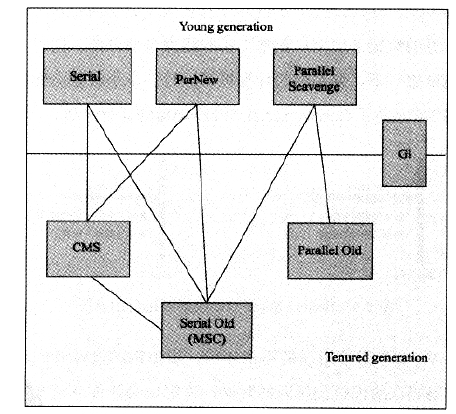 Young generation
Serial
ParNew
Parallel
Scavenge
G1
CMS
Parallel Old
Serial Old
(MSC)
Tenured generation